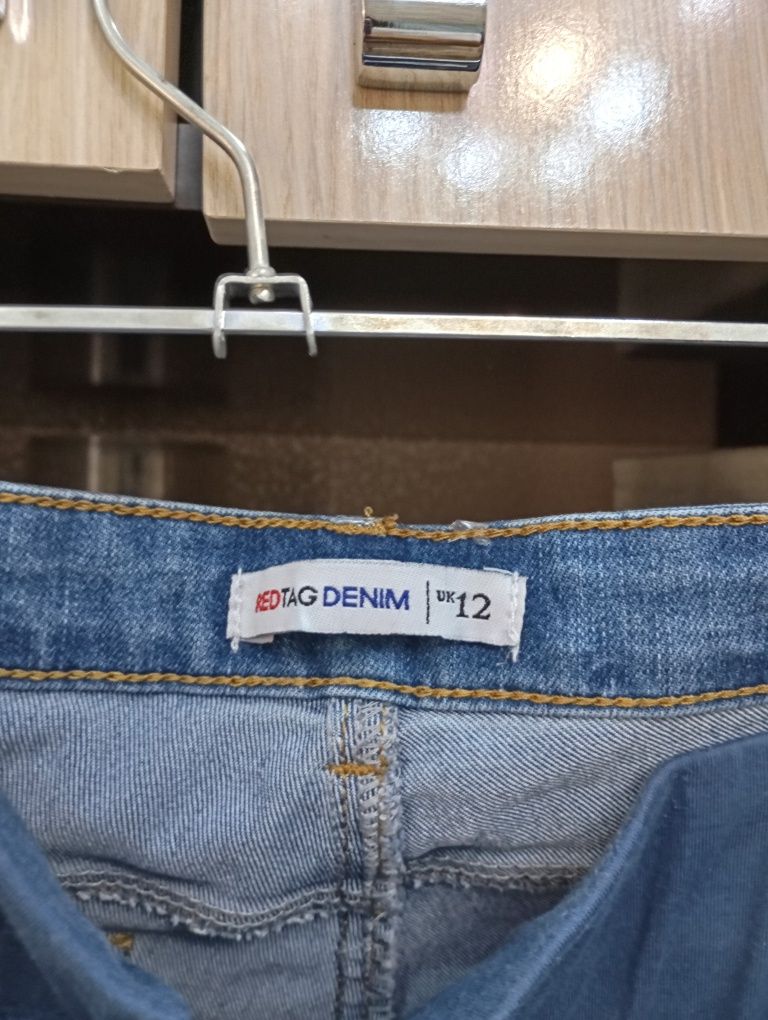 REDTAG DENIM | UK 12